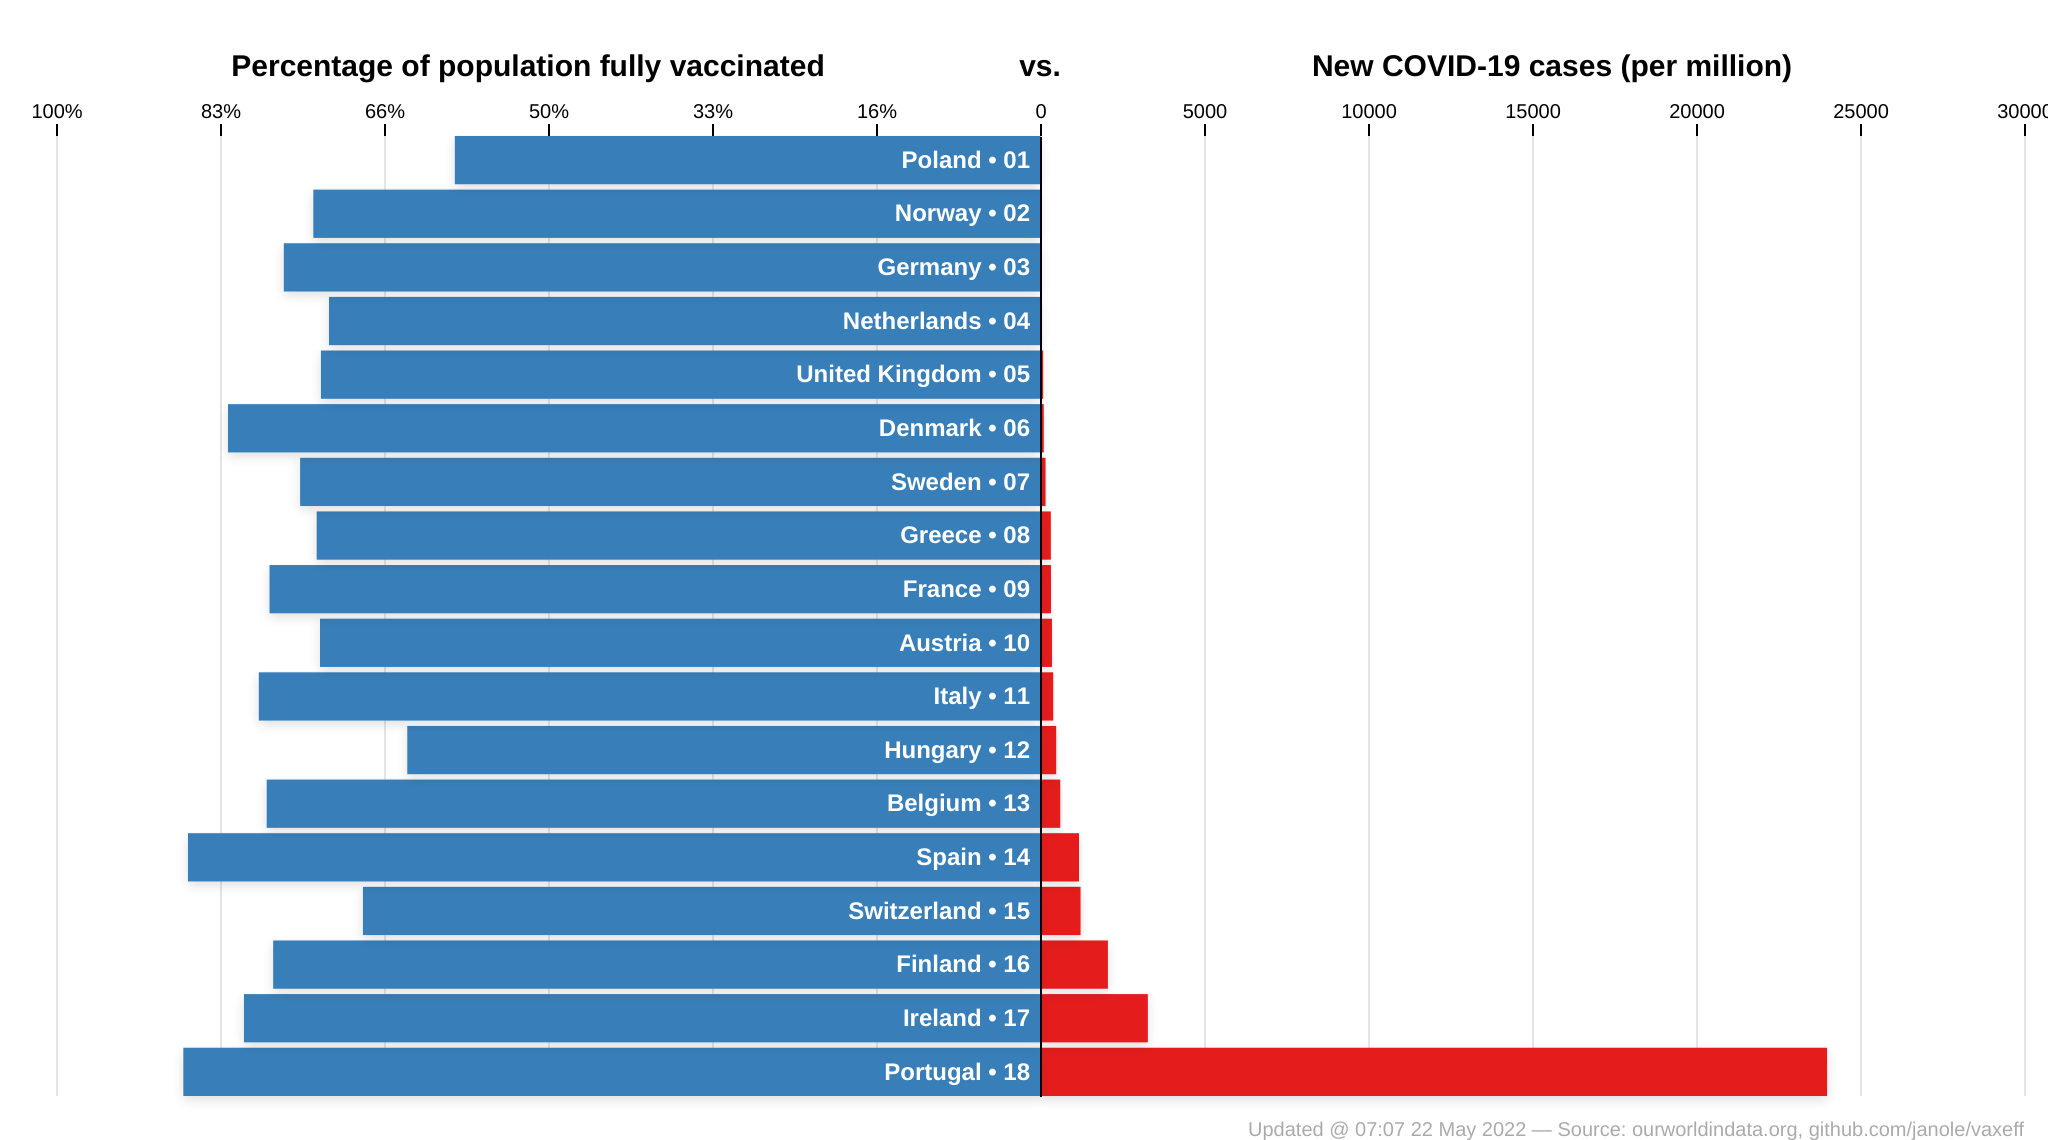 Percentage of population fully vaccinated vs. New COVID-19 cases (per million)
100% 83% 66% 50% 33% 16% 0 5000 10000 15000 20000 25000 30000
Poland • 01
Norway • 02
Germany • 03
Netherlands • 04
United Kingdom • 05
Denmark • 06
Sweden • 07
Greece • 08
France • 09
Austria • 10
Italy • 11
Hungary • 12
Belgium • 13
Spain • 14
Switzerland • 15
Finland • 16
Ireland • 17
Portugal • 18
Updated @ 07:07 22 May 2022 — Source: ourworldindata.org, github.com/janole/vaxeff